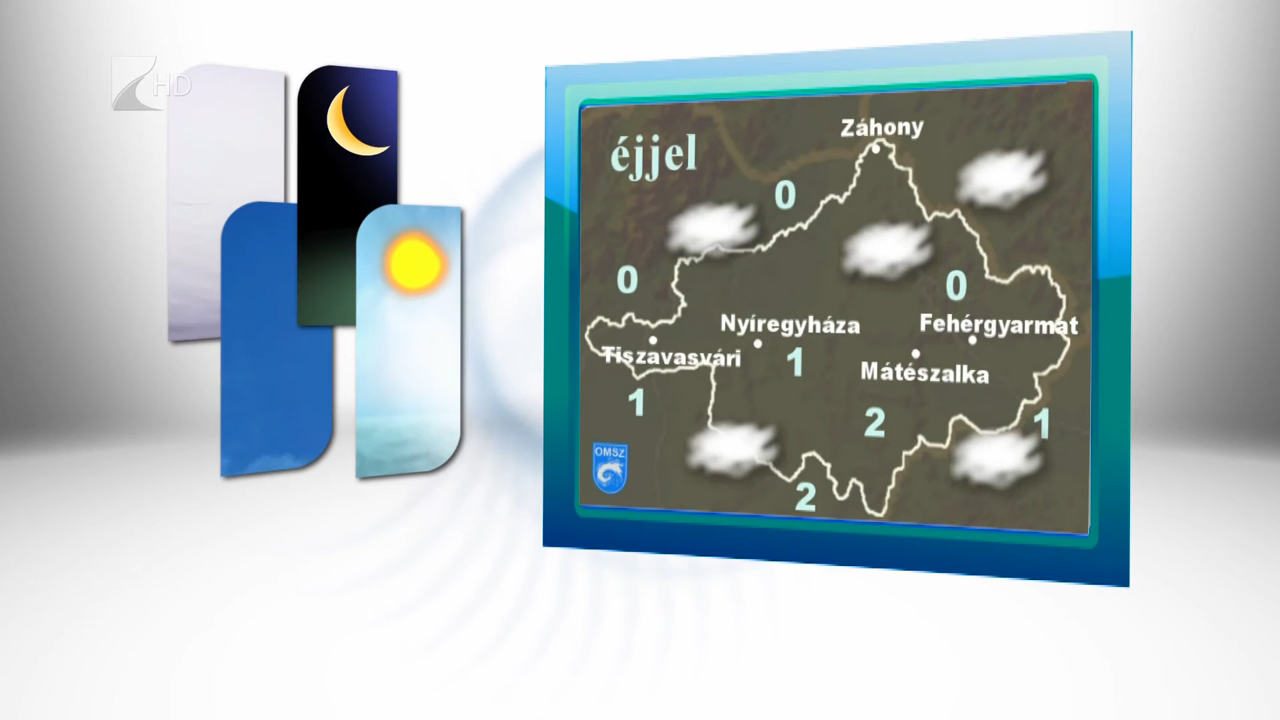 HD
éjjel
Záhony
0
0
0
Nyíregyháza
Fehérgyarmat
Tiszavasvári
1
Mátészalka
1
2
1
OMSZ
2